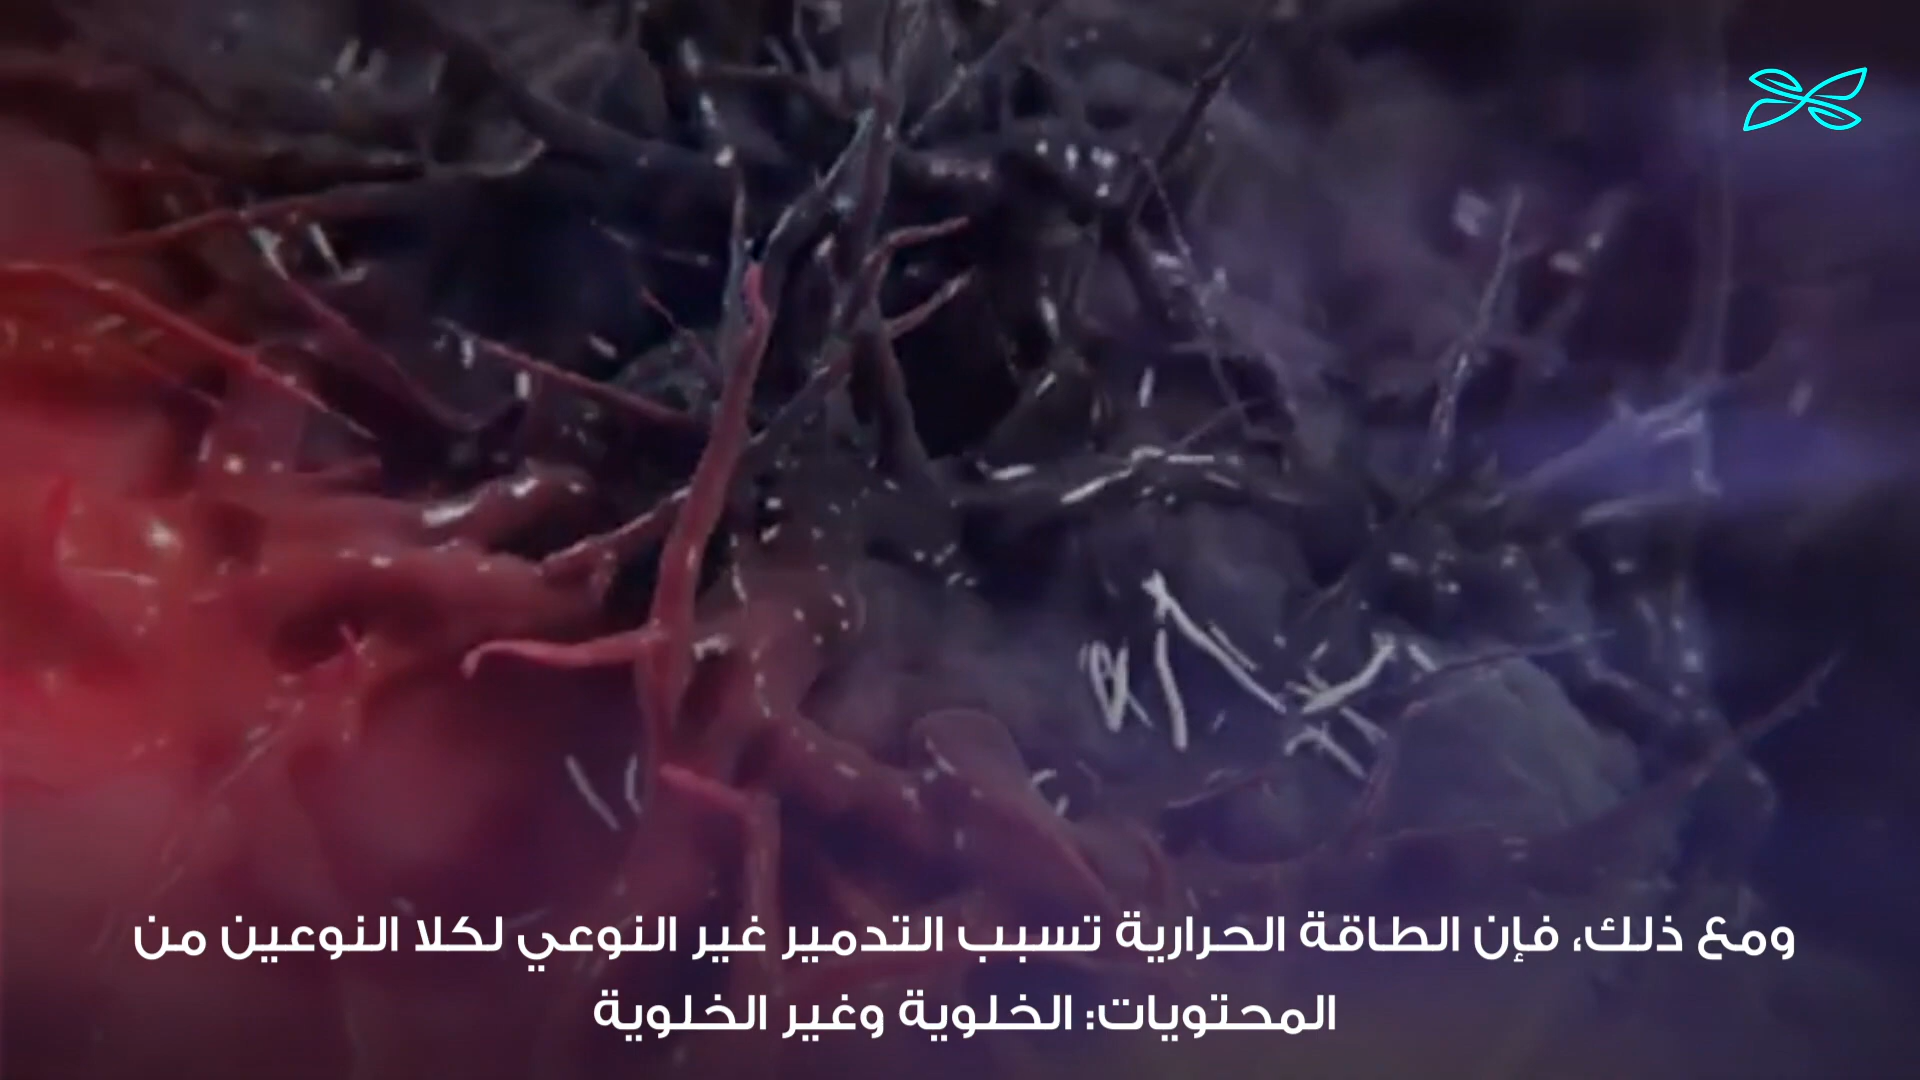 ومع ذلك، فإن الطاقة الحرارية تسبب التدمير غير النوعي لكلا النوعين من
المحتويات: الخلوية وغير الخلوية